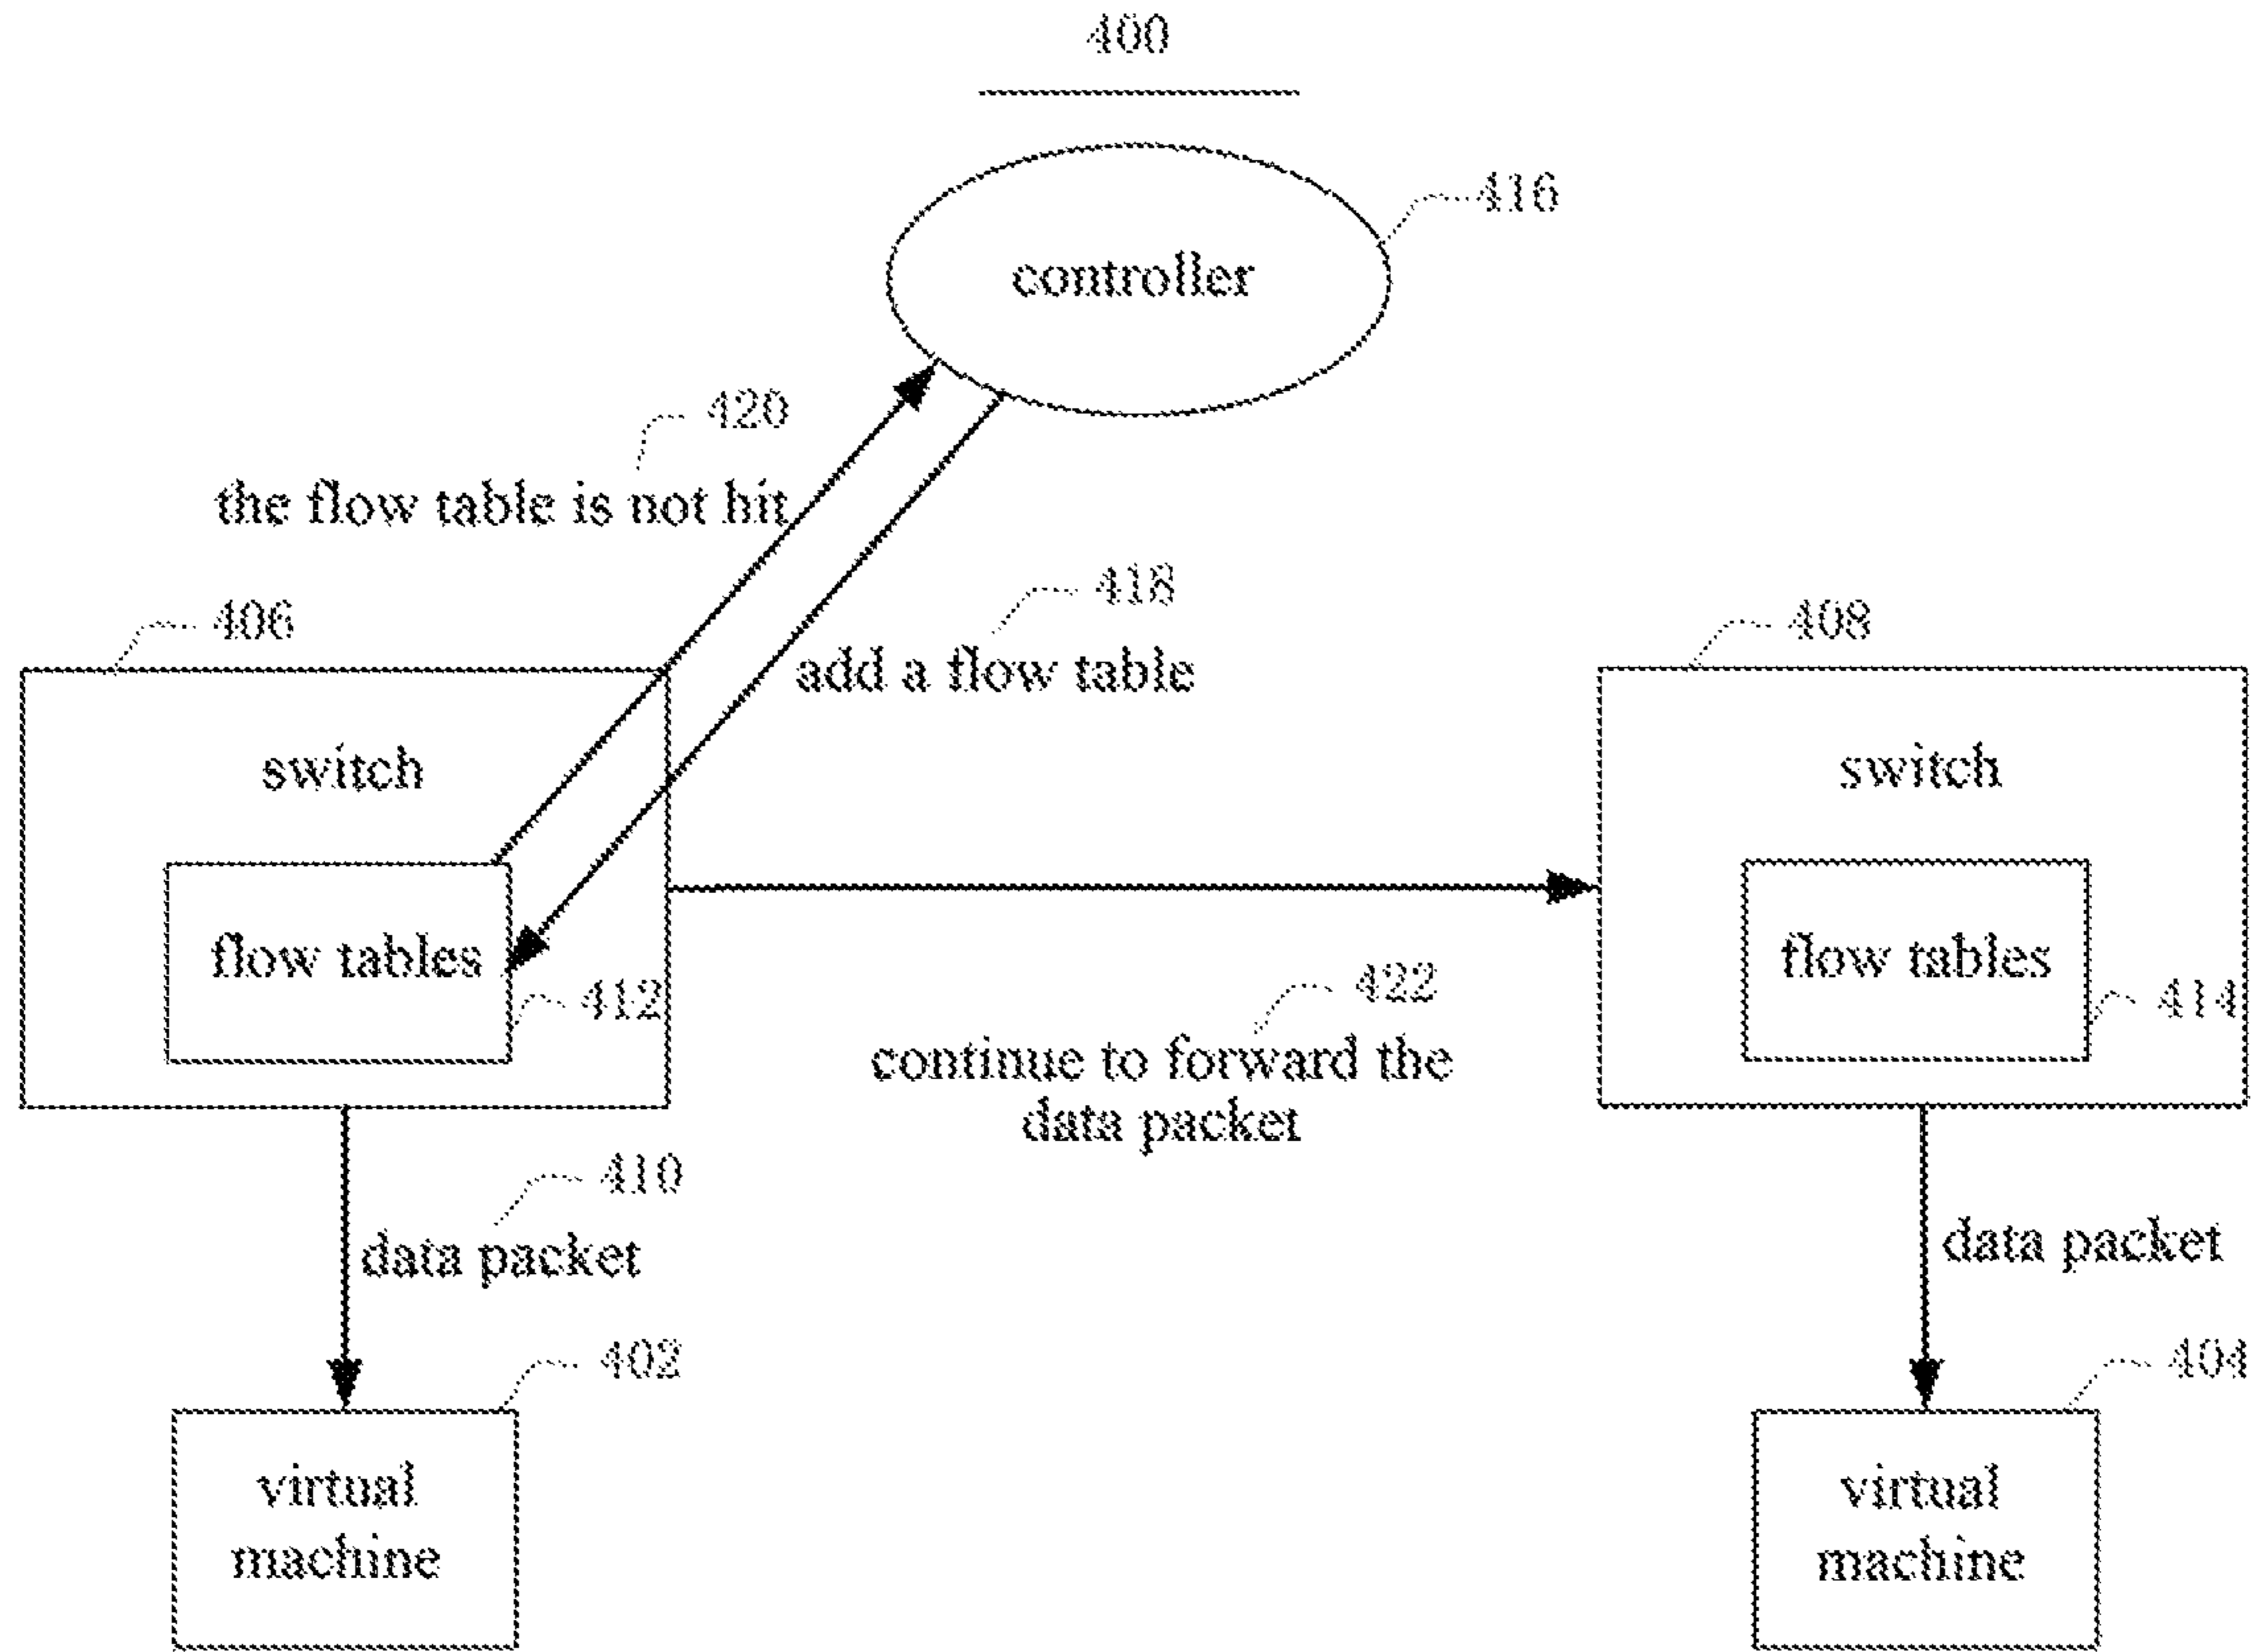 400
416
controller
420
the flow table is not hit
418
add a flow table
406
408
switch
switch
flow tables
412
flow tables
414
422
continue to forward the
data packet
410
data packet
data packet
402
404
virtual
machine
virtual
machine